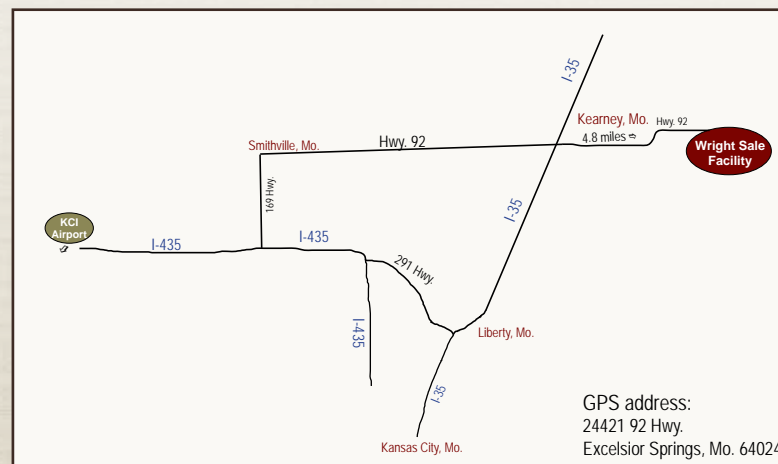 I-35
Kearney, Mo.
Hwy. 92
4.8 miles
Wright Sale
Facility
Smithville, Mo.
Hwy. 92
169 Hwy.
I-35
KCI
Airport
I-435
I-435
291 Hwy.
I-435
Liberty, Mo.
I-35
Kansas City, Mo.
GPS address:
24421 92 Hwy.
Excelsior Springs, Mo. 64024